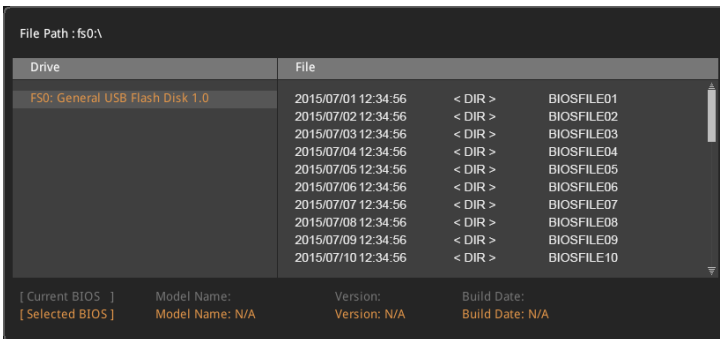 File Path : fs0:\
Drive File
FS0: General USB Flash Disk 1.0
2015/07/01 12:34:56 < DIR > BIOSFILE01
2015/07/02 12:34:56 < DIR > BIOSFILE02
2015/07/03 12:34:56 < DIR > BIOSFILE03
2015/07/04 12:34:56 < DIR > BIOSFILE04
2015/07/05 12:34:56 < DIR > BIOSFILE05
2015/07/06 12:34:56 < DIR > BIOSFILE06
2015/07/07 12:34:56 < DIR > BIOSFILE07
2015/07/08 12:34:56 < DIR > BIOSFILE08
2015/07/09 12:34:56 < DIR > BIOSFILE09
2015/07/10 12:34:56 < DIR > BIOSFILE10
[ Current BIOS ] Model Name: Version: Build Date:
[ Selected BIOS ] Model Name: N/A Version: N/A Build Date: N/A